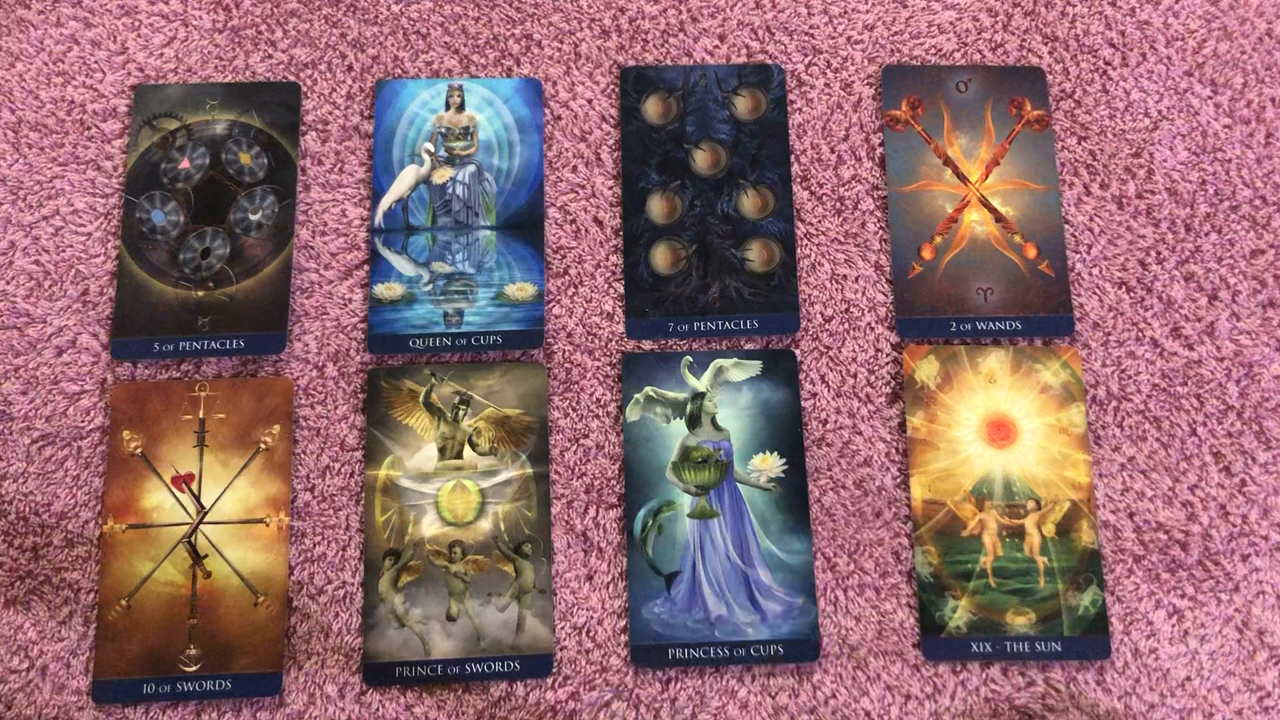 5 OF PENTACLES
QUEEN OF CUPS
7 OF PENTACLES
2 OF WANDS
10 OF SWORDS
PRINCE OF SWORDS
PRINCESS OF CUPS
XIX - THE SUN